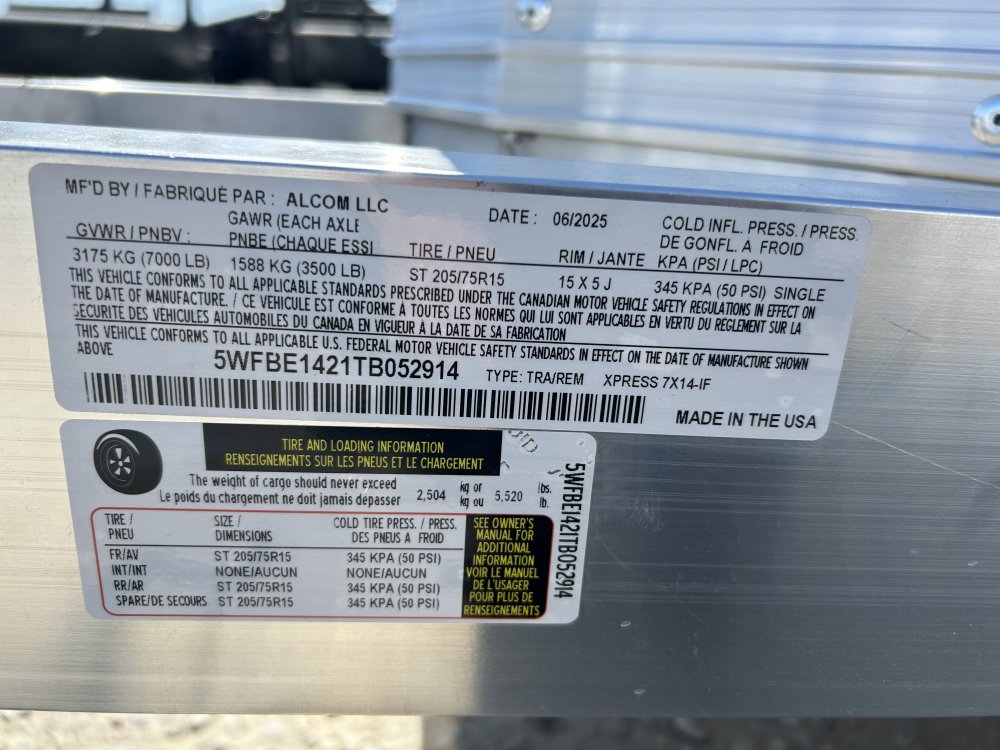 MF'D BY / FABRIQUÉ PAR : ALCOM LLC
DATE : 06/2025
GVWR / PNBV :
GAWR (EACH AXLE
PNBE (CHAQUE ESSI
TIRE / PNEU
RIM / JANTE
COLD INFL. PRESS. / PRESS.
DE GONFL. A FROID
KPA (PSI / LPC)
3175 KG (7000 LB) 1588 KG (3500 LB) ST 205/75R15 15 X 5 J 345 KPA (50 PSI) SINGLE
THIS VEHICLE CONFORMS TO ALL APPLICABLE STANDARDS PRESCRIBED UNDER THE CANADIAN MOTOR VEHICLE SAFETY REGULATIONS IN EFFECT ON
THE DATE OF MANUFACTURE. / CE VEHICULE EST CONFORME À TOUTES LES NORMES QUI LUI SONT APPLICABLES EN VERTU DU RÉGLEMENT SUR LA
SÉCURITÉ DES VÉHICULES AUTOMOBILES DU CANADA EN VIGUEUR À LA DATE DE SA FABRICATION
THIS VEHICLE CONFORMS TO ALL APPLICABLE U.S. FEDERAL MOTOR VEHICLE SAFETY STANDARDS IN EFFECT ON THE DATE OF MANUFACTURE SHOWN
ABOVE
5WFBE1421TB052914 TYPE: TRA/REM XPRESS 7X14-IF
MADE IN THE USA
TIRE AND LOADING INFORMATION
RENSEIGNEMENTS SUR LES PNEUS ET LE CHARGEMENT
The weight of cargo should never exceed
Le poids du chargement ne doit jamais dépasser
2,504 kg or
kg ou
5,520 lbs.
lb.
TIRE /
PNEU
SIZE /
DIMENSIONS
COLD TIRE PRESS. / PRESS.
DES PNEUS A FROID
FR/AV ST 205/75R15 345 KPA (50 PSI)
INT/INT NONE/AUCUN NONE/AUCUN
RR/AR ST 205/75R15 345 KPA (50 PSI)
SPARE/DE SECOURS ST 205/75R15 345 KPA (50 PSI)
SEE OWNER'S
MANUAL FOR
ADDITIONAL
INFORMATION
VOIR LE MANUEL
DE L'USAGER
POUR PLUS DE
RENSEIGNEMENTS
5WFBE1421TB052914